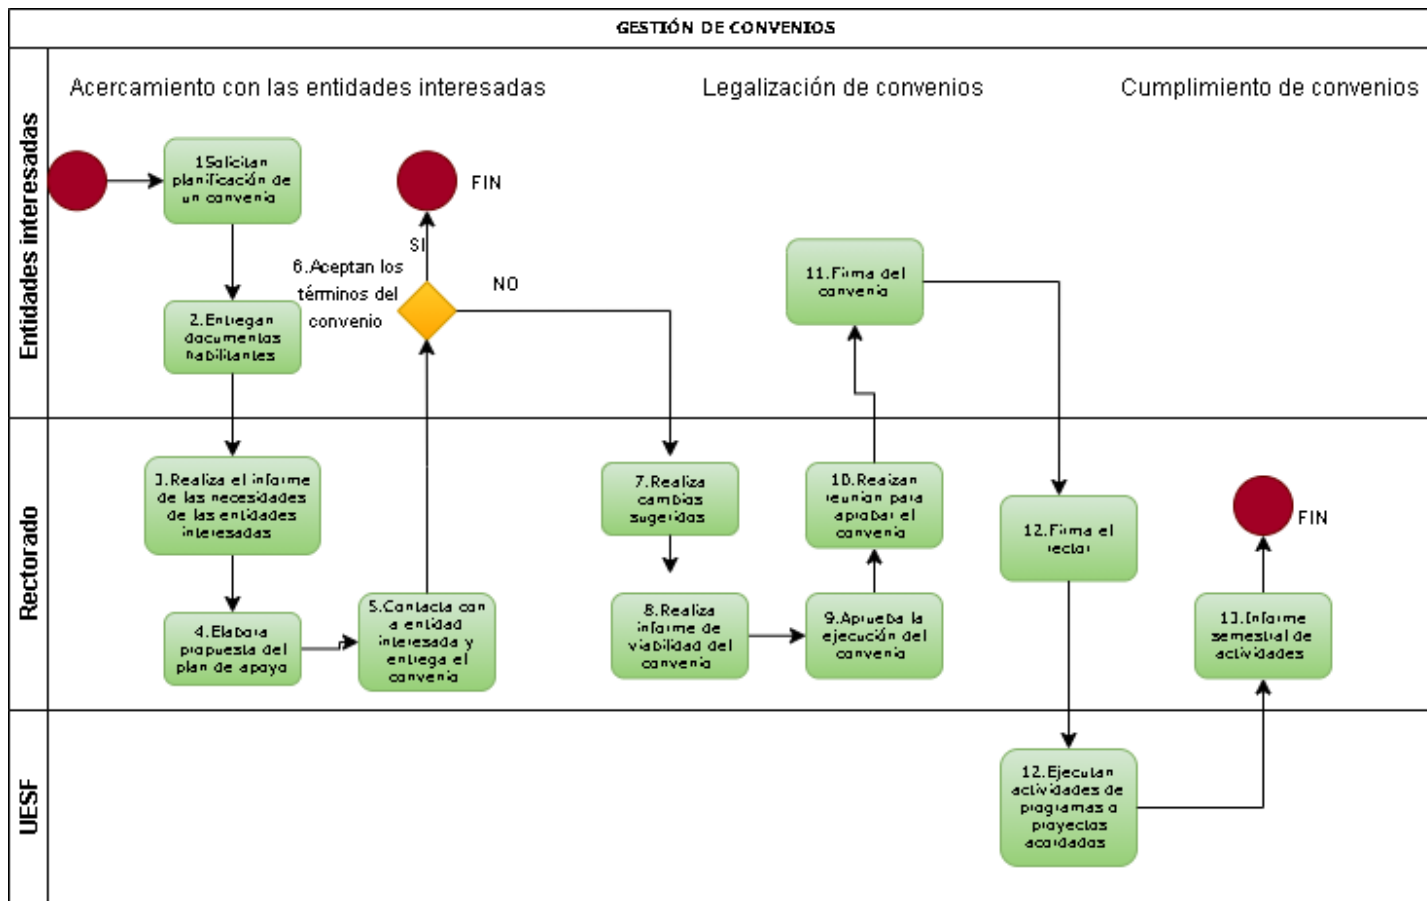 GESTIÓN DE CONVENIOS
Entidades interesadas
Acercamiento con las entidades interesadas
Legalización de convenios
Cumplimiento de convenios
1Solicitan
planificación de
un convenio
FIN
SI
6.Aceptan los
términos del
convenio
NO
2.Entregan
documentos
habilitantes
11.Firma del
convenio
Rectorado
3.Realiza el informe
de las necesidades
de las entidades
interesadas
4.Elabora
propuesta del
plan de apoyo
5.Contacta con
a entidad
interesada y
entrega el
convenio
7.Realiza
cambios
sugeridos
8.Realiza
informe de
viabilidad del
convenio
9.Aprueba la
ejecución del
convenio
10.Reaizan
reunion para
aprobar el
convenio
12.Firma el
rector
FIN
13.Informe
semestral de
actividades
UESF
12.Ejecutan
actividades de
programas o
proyectos
acordados